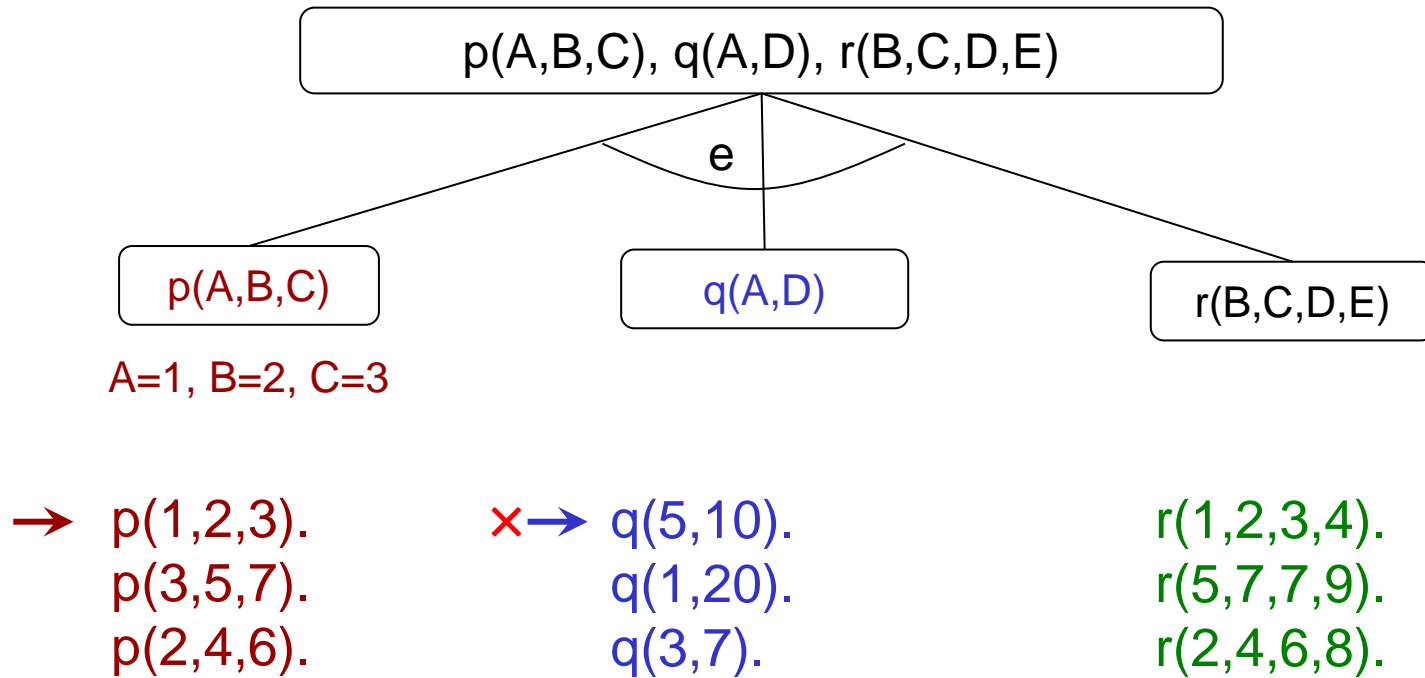 p(A,B,C), q(A,D), r(B,C,D,E)
e
p(A,B,C)
q(A,D)
r(B,C,D,E)
A=1, B=2, C=3
p(1,2,3).
p(3,5,7).
p(2,4,6).
q(5,10).
q(1,20).
q(3,7).
r(1,2,3,4).
r(5,7,7,9).
r(2,4,6,8).